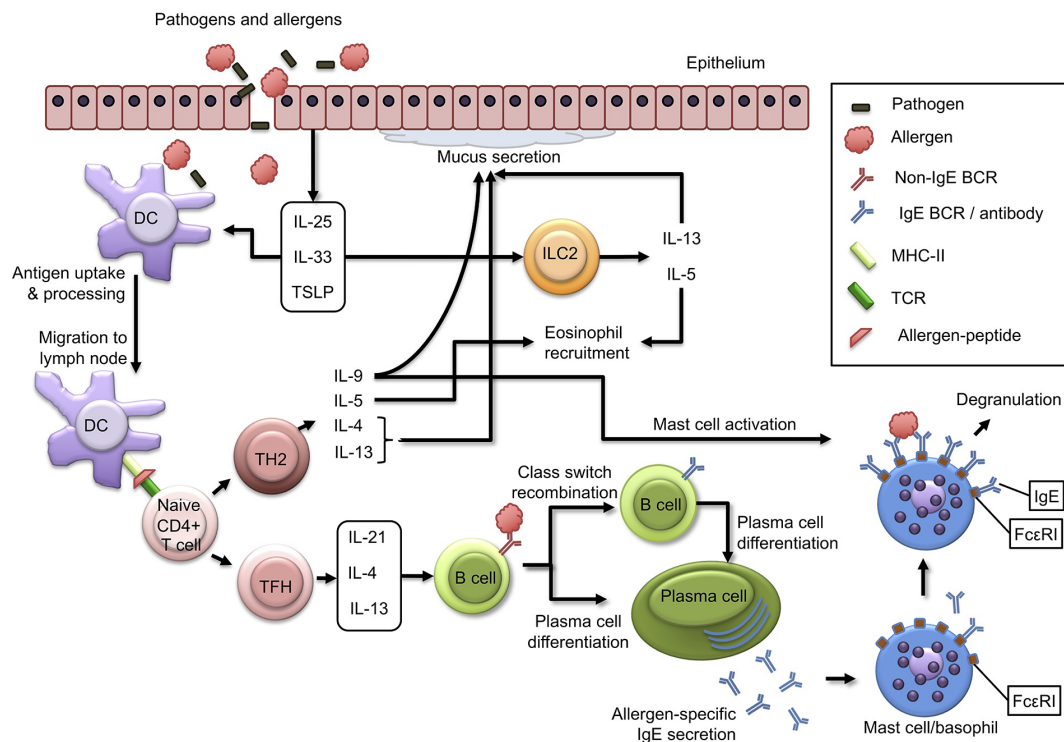 Pathogens and allergens
Epithelium
Mucus secretion
DC
IL-25
IL-33
TSLP
ILC2
IL-13
IL-5
Antigen uptake
& processing
Migration to
lymph node
Eosinophil
recruitment
DC
IL-9
IL-5
IL-4
IL-13
TH2
Mast cell activation
Naive
CD4+
T cell
TFH
IL-21
IL-4
IL-13
B cell
Class switch
recombination
B cell
Plasma cell
differentiation
Plasma cell
differentiation
Plasma cell
Allergen-specific
IgE secretion
Degranulation
IgE
FcεRI
FcεRI
Mast cell/basophil
Pathogen
Allergen
Non-IgE BCR
IgE BCR / antibody
MHC-II
TCR
Allergen-peptide